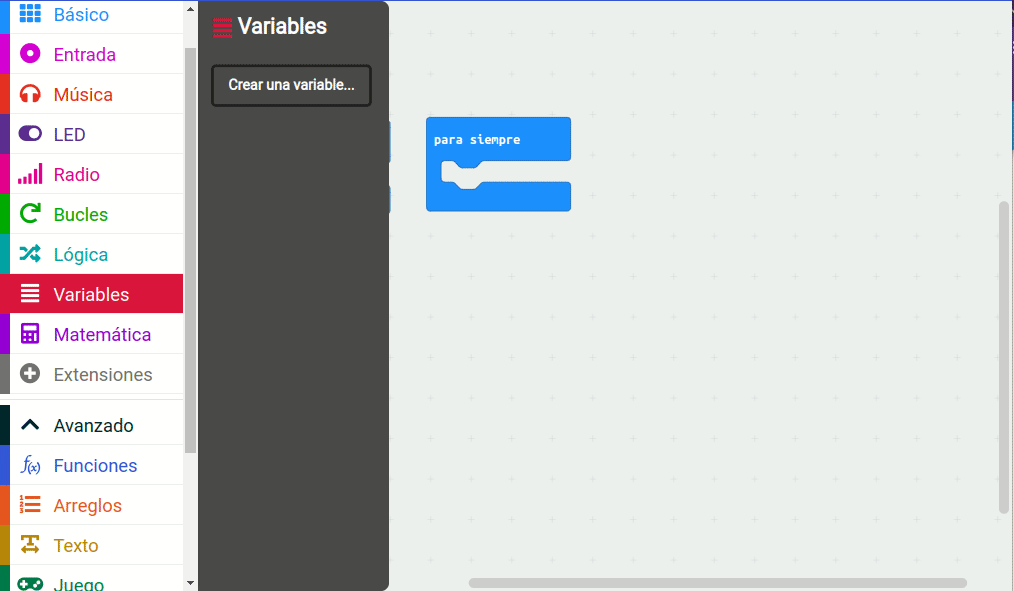 Básico
Entrada
Música
LED
Radio
Bucles
Lógica
Variables
Matemática
Extensiones
Avanzado
f(x) Funciones
Arreglos
Texto
Juego
Variables
Crear una variable...
para siempre